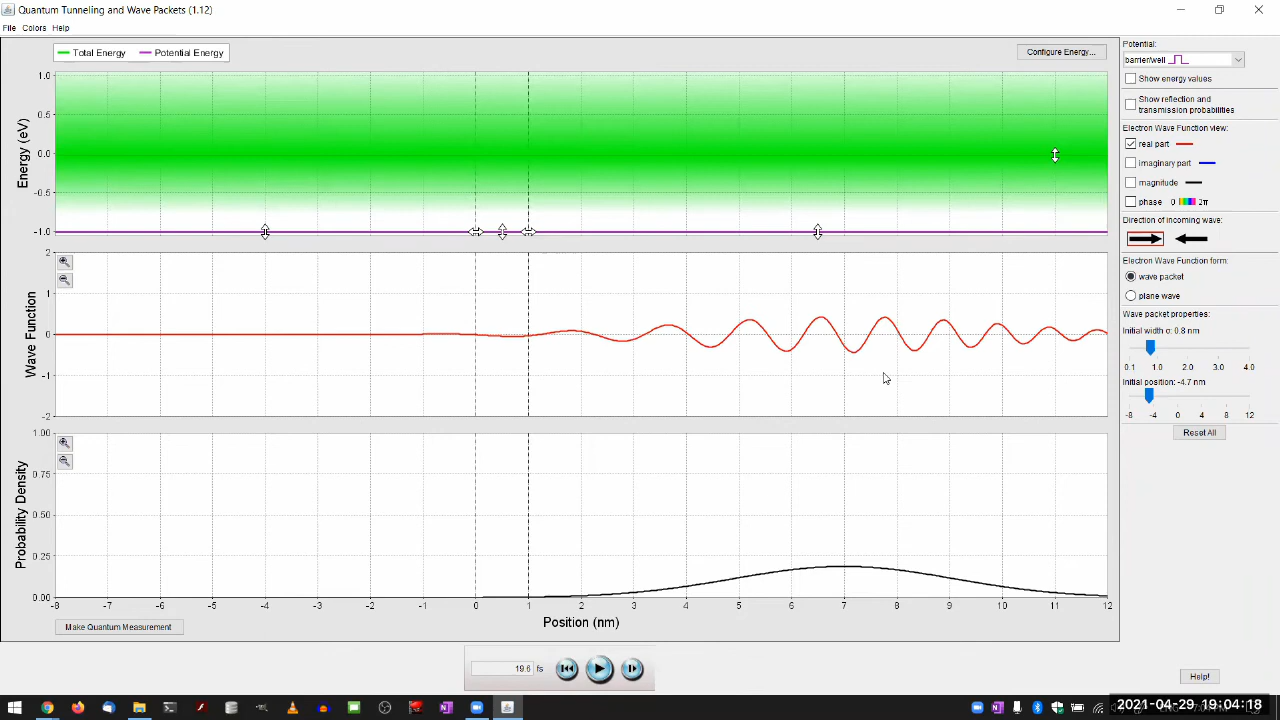 Quantum Tunneling and Wave Packets (1.12)
File Colors Help
Total Energy Potential Energy
Configure Energy...
Energy (eV)
1.0
0.5
0.0
-0.5
-1.0
Wave Function
2
1
0
-1
-2
Probability Density
1.00
0.75
0.50
0.25
0.00
-8 -7 -6 -5 -4 -3 -2 -1 0 1 2 3 4 5 6 7 8 9 10 11 12
Position (nm)
Make Quantum Measurement
19.6 fs
Potential:
barrier/well
Show energy values
Show reflection and
transmission probabilities
Electron Wave Function view:
real part
Imaginary part
magnitude
phase 0 2π
Direction of incoming wave:
Electron Wave Function form:
wave packet
plane wave
Wave packet properties:
Initial width σ: 0.8 nm
0.1 1.0 2.0 3.0 4.0
Initial position: -4.7 nm
-8 -4 0 4 8 12
Reset All
Help!
2021-04-29 19:04:18